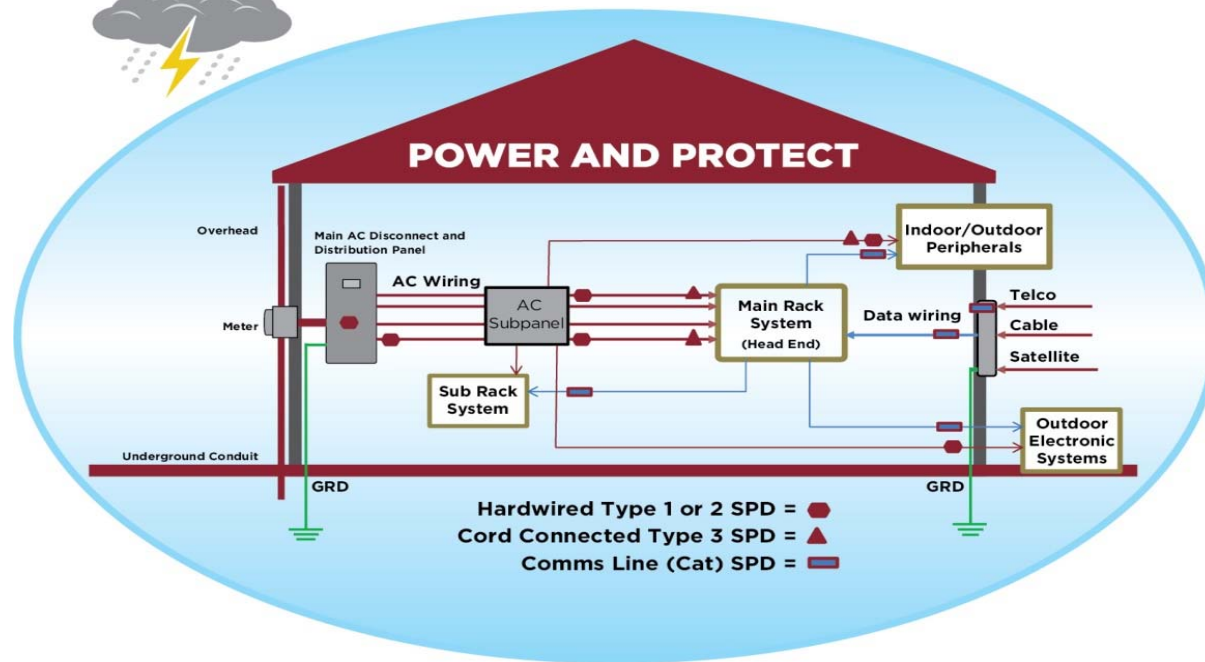 POWER AND PROTECT
Overhead
Main AC Disconnect and
Distribution Panel
AC Wiring
Meter
AC
Subpanel
Sub Rack
System
Main Rack
System
(Head End)
Indoor/Outdoor
Peripherals
Data wiring
Telco
Cable
Satellite
Outdoor
Electronic
Systems
Underground Conduit
GRD
GRD
Hardwired Type 1 or 2 SPD =
Cord Connected Type 3 SPD =
Comms Line (Cat) SPD =